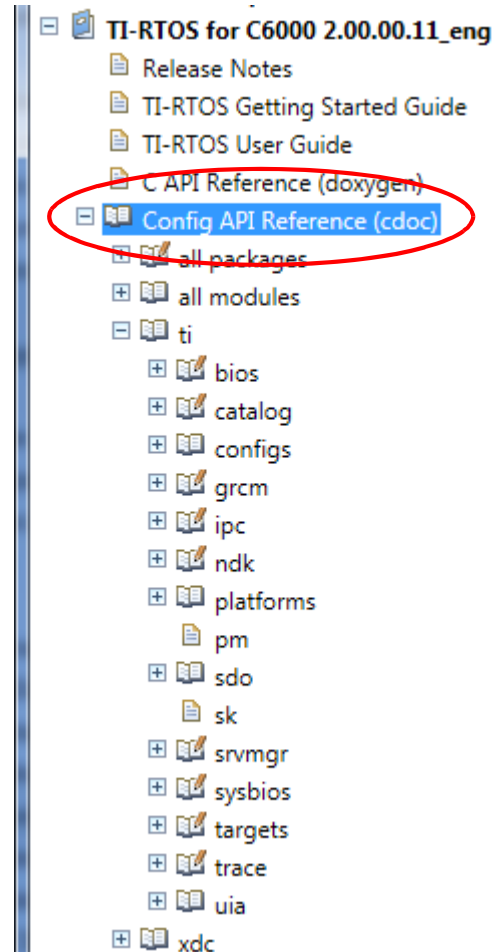 TI-RTOS for C6000 2.00.00.11_eng
Release Notes
TI-RTOS Getting Started Guide
TI-RTOS User Guide
C API Reference (doxygen)
Config API Reference (cdoc)
all packages
all modules
ti
bios
catalog
configs
grcm
ipc
ndk
platforms
pm
sdo
sk
srvmgr
sysbios
targets
trace
uia
xdc